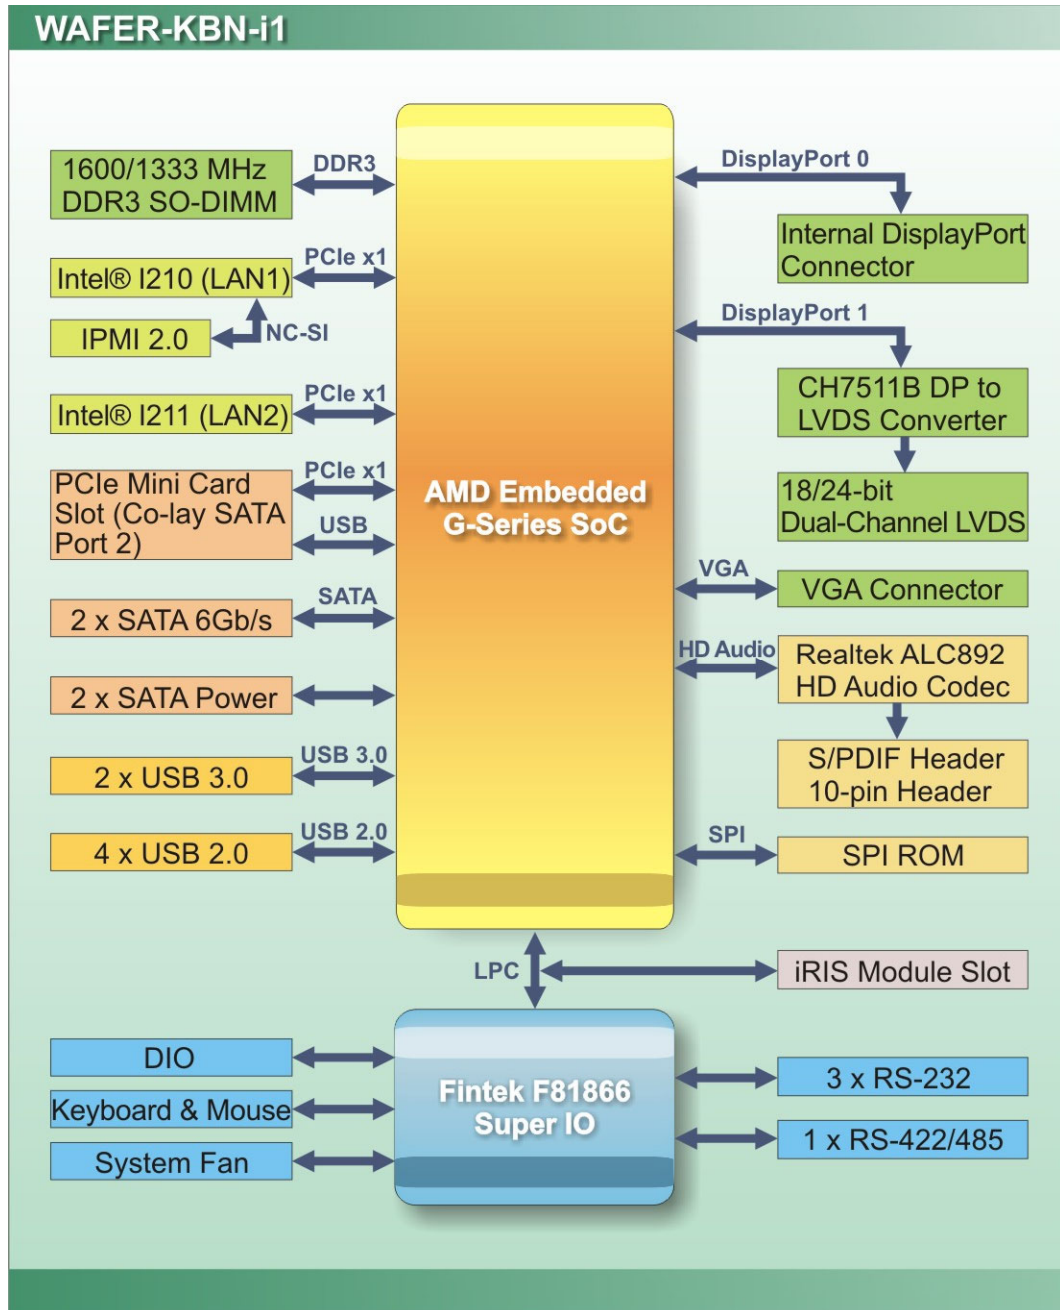 WAFER-KBN-i1
1600/1333 MHz
DDR3 SO-DIMM
DDR3
Intel® I210 (LAN1)
PCIe x1
IPMI 2.0
NC-SI
Intel® I211 (LAN2)
PCIe x1
PCIe Mini Card
Slot (Co-lay SATA
Port 2)
PCIe x1
USB
2 x SATA 6Gb/s
SATA
2 x SATA Power
2 x USB 3.0
USB 3.0
4 x USB 2.0
USB 2.0
AMD Embedded
G-Series SoC
DisplayPort 0
Internal DisplayPort
Connector
DisplayPort 1
CH7511B DP to
LVDS Converter
18/24-bit
Dual-Channel LVDS
VGA
VGA Connector
HD Audio
Realtek ALC892
HD Audio Codec
S/PDIF Header
10-pin Header
SPI
SPI ROM
LPC
iRIS Module Slot
DIO
Keyboard & Mouse
System Fan
Fintek F81866
Super IO
3 x RS-232
1 x RS-422/485